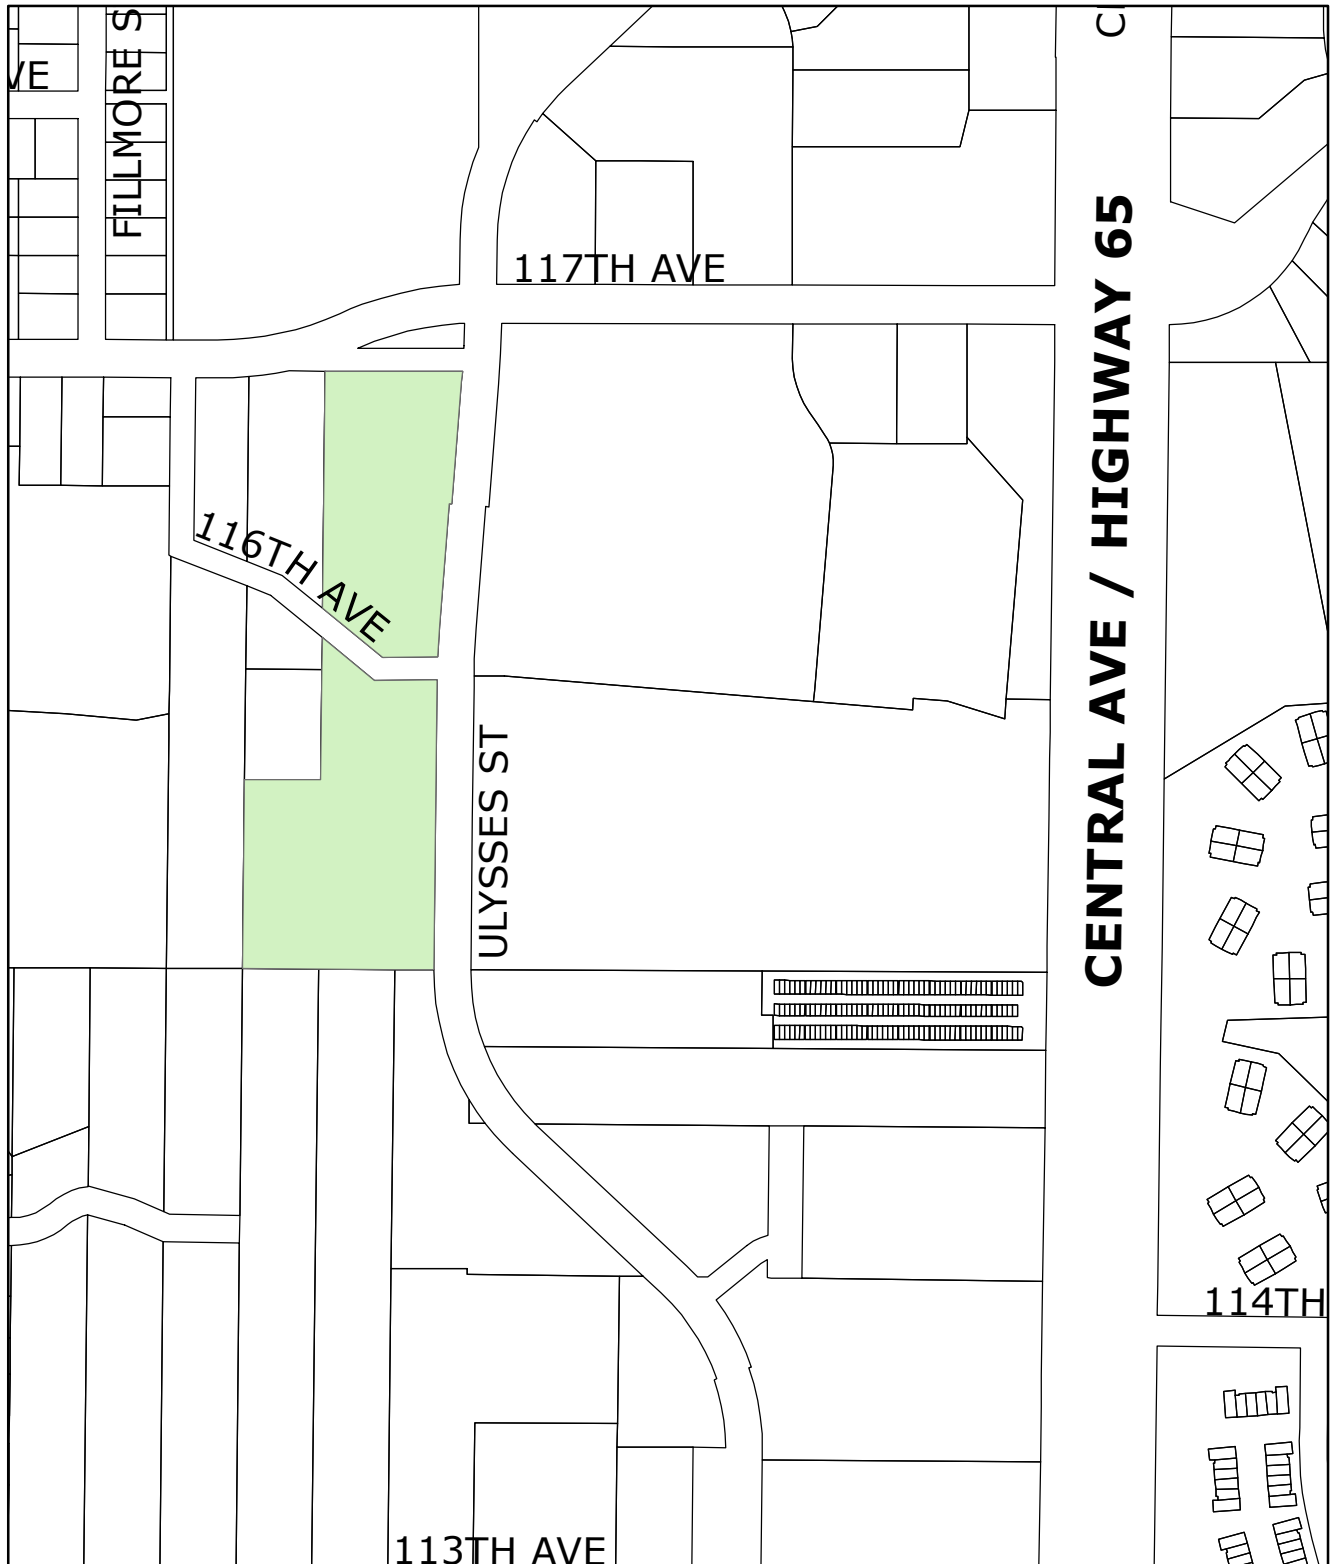 FILLMORE S
117TH AVE
116TH AVE
ULYSSES ST
CENTRAL AVE / HIGHWAY 65
114TH
113TH AVE